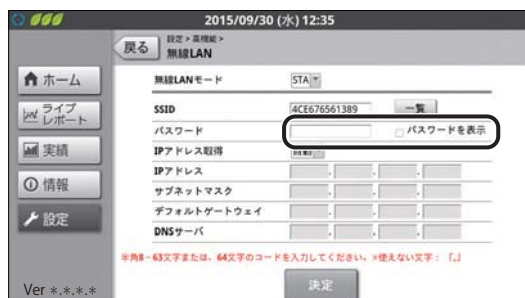 2015/09/30 (水) 12:35
戻る
設定 > 高機能 >
無線LAN
ホーム
ライブ
レポート
実績
情報
設定
Ver *.*.*.*
無線LANモード STA
SSID 4CE676561389 一覧
パスワード パスワードを表示
IPアドレス取得 自動
IPアドレス . . .
サブネットマスク . . .
デフォルトゲートウェイ . . .
DNSサーバ . . .
半角8 - 63文字または、64文字のコードを入力してください。※使えない文字：「,」
決定